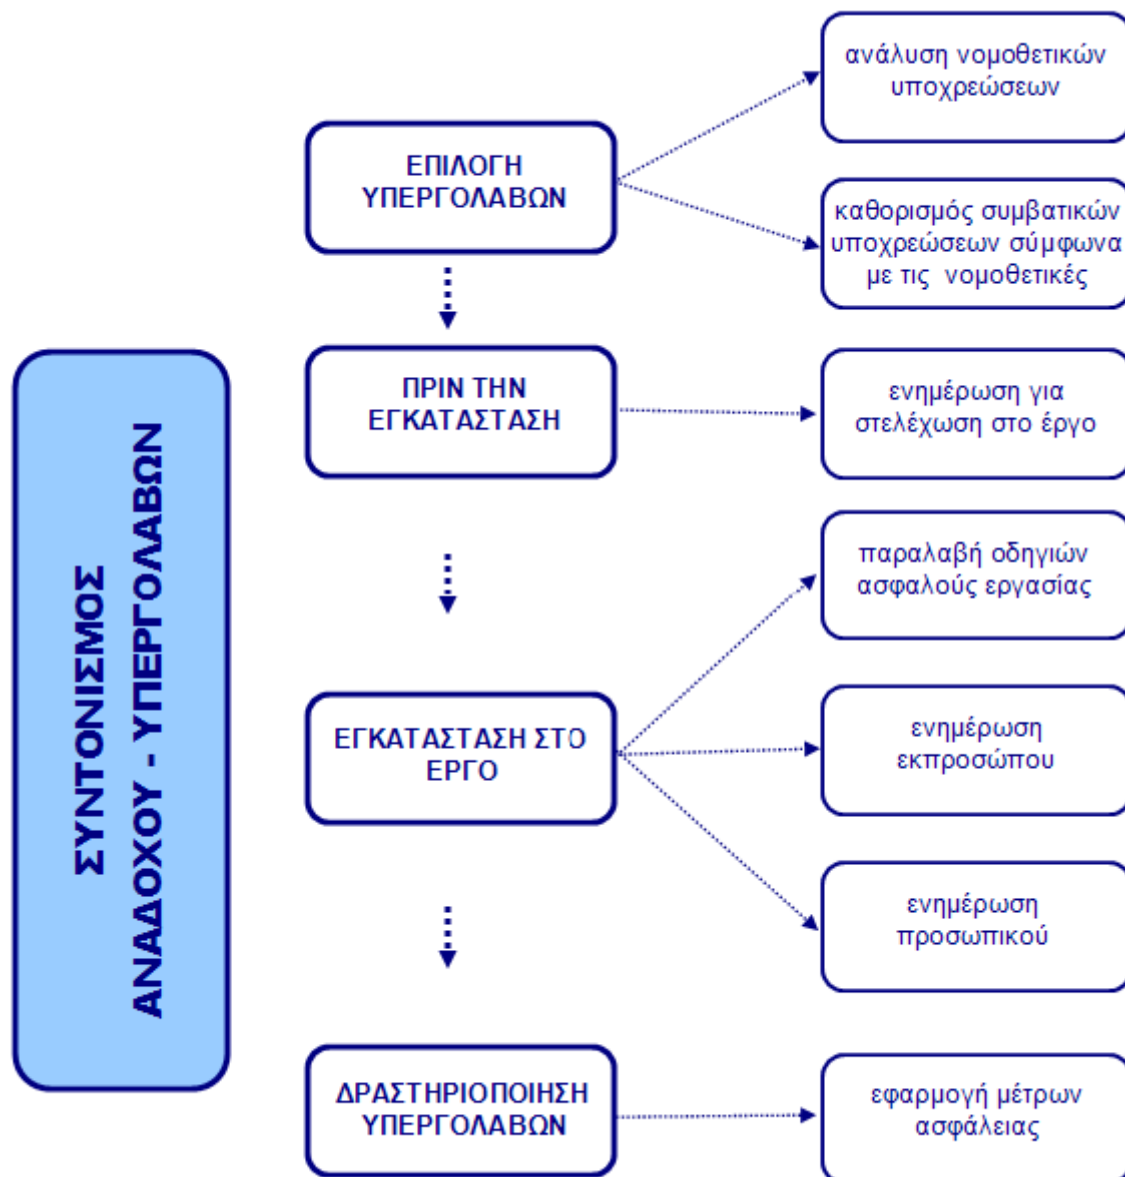 ΣΥΝΤΟΝΙΣΜΟΣ
ΑΝΑΔΟΧΟΥ - ΥΠΕΡΓΟΛΑΒΩΝ
ΕΠΙΛΟΓΗ
ΥΠΕΡΓΟΛΑΒΩΝ
ανάλυση νομοθετικών
υποχρεώσεων
καθορισμός συμβατικών
υποχρεώσεων σύμφωνα
με τις νομοθετικές
ΠΡΙΝ ΤΗΝ
ΕΓΚΑΤΑΣΤΑΣΗ
ενημέρωση για
στελέχωση στο έργο
ΕΓΚΑΤΑΣΤΑΣΗ ΣΤΟ
ΕΡΓΟ
παραλαβή οδηγιών
ασφαλούς εργασίας
ενημέρωση
εκπροσώπου
ενημέρωση
προσωπικού
ΔΡΑΣΤΗΡΙΟΠΟΙΗΣΗ
ΥΠΕΡΓΟΛΑΒΩΝ
εφαρμογή μέτρων
ασφάλειας